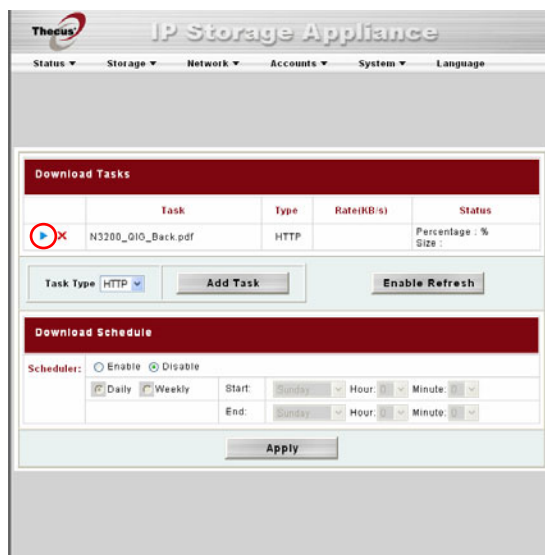 Thecus IP Storage Appliance
Status ▼ Storage ▼ Network ▼ Accounts ▼ System ▼ Language
Download Tasks
Task Type Rate(KB/s) Status
N3200_QIG_Back.pdf HTTP Percentage : %
Size :
Task Type HTTP Add Task Enable Refresh
Download Schedule
Scheduler: Enable Disable
Daily Weekly Start: Sunday Hour: 0 Minute: 0
End: Sunday Hour: 0 Minute: 0
Apply